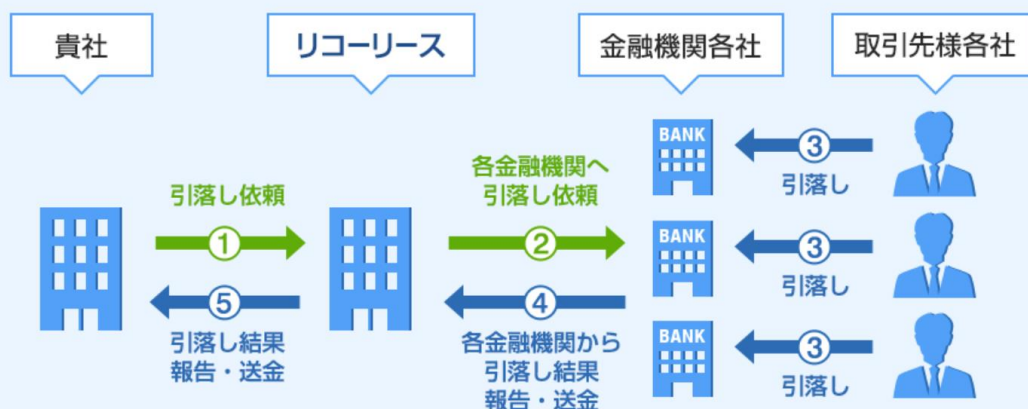 貴社
リコーリース
金融機関各社
取引先様各社
引落し依頼
①
⑤
引落し結果
報告・送金
各金融機関へ
引落し依頼
②
④
各金融機関から
引落し結果
報告・送金
BANK
③
引落し
BANK
③
引落し
BANK
③
引落し